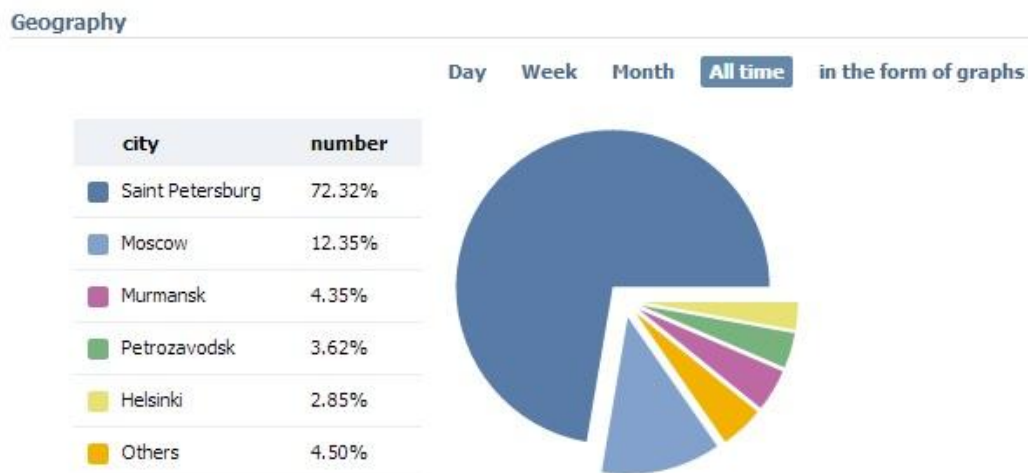 Geography
Day Week Month All time in the form of graphs
city number
Saint Petersburg 72.32%
Moscow 12.35%
Murmansk 4.35%
Petrozavodsk 3.62%
Helsinki 2.85%
Others 4.50%